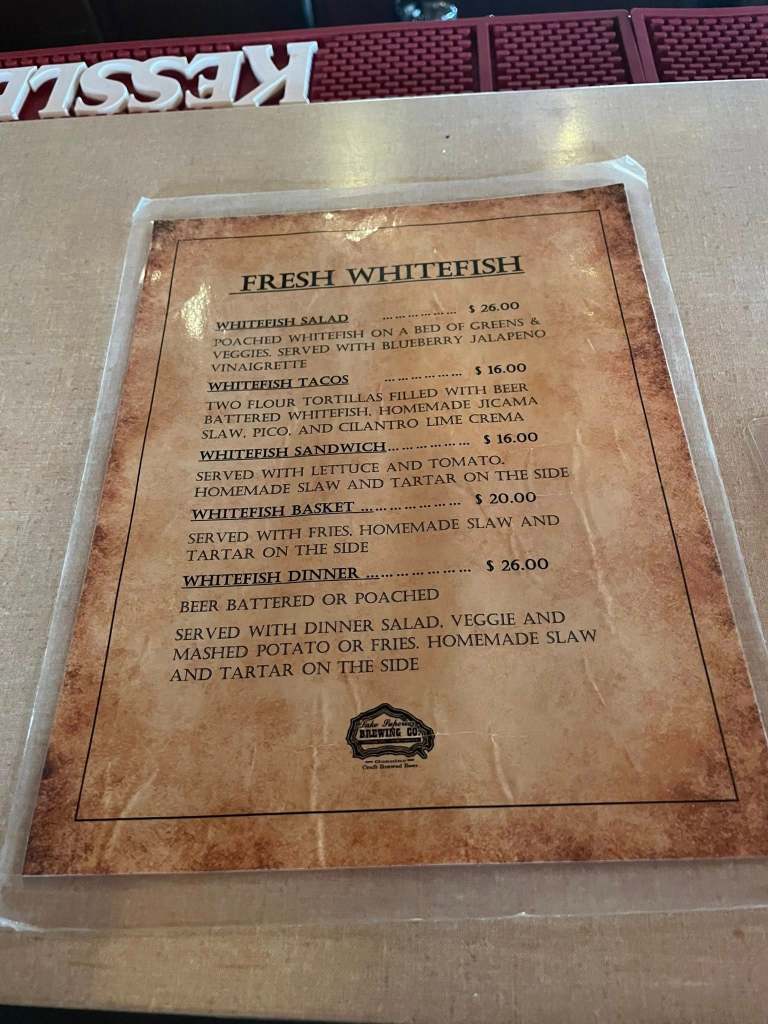 KESSLE
FRESH WHITEFISH
WHITEFISH SALAD ……………… $ 26.00
POACHED WHITEFISH ON A BED OF GREENS &
VEGGIES. SERVED WITH BLUEBERRY JALAPENO
VINAIGRETTE
WHITEFISH TACOS ……………… $ 16.00
TWO FLOUR TORTILLAS FILLED WITH BEER
BATTERED WHITEFISH, HOMEMADE JICAMA
SLAW, PICO, AND CILANTRO LIME CREMA
WHITEFISH SANDWICH……………… $ 16.00
SERVED WITH LETTUCE AND TOMATO.
HOMEMADE SLAW AND TARTAR ON THE SIDE
WHITEFISH BASKET ………………… $ 20.00
SERVED WITH FRIES, HOMEMADE SLAW AND
TARTAR ON THE SIDE
WHITEFISH DINNER ………………… $ 26.00
BEER BATTERED OR POACHED
SERVED WITH DINNER SALAD, VEGGIE AND
MASHED POTATO OR FRIES. HOMEMADE SLAW
AND TARTAR ON THE SIDE
Lake Superior
BREWING CO.
Craft Brewed Beer